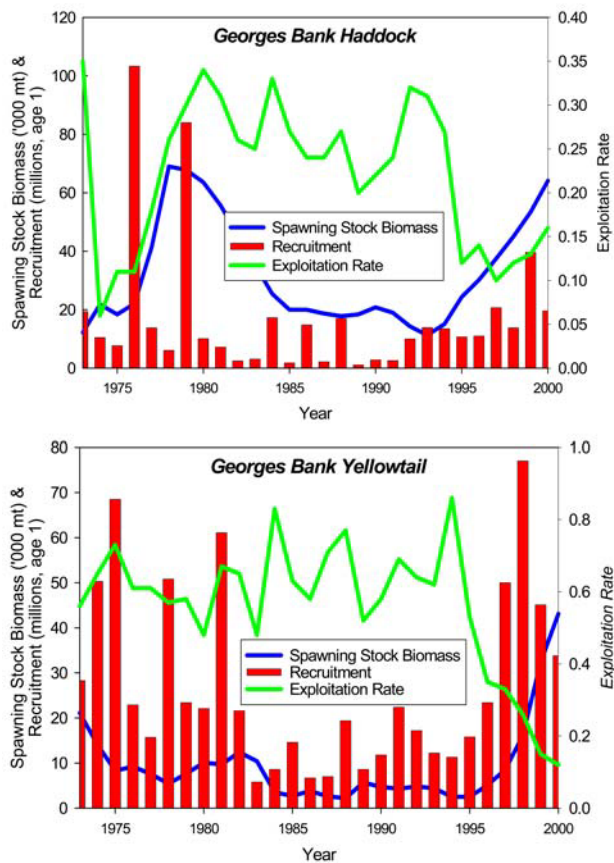 Georges Bank Haddock
Spawning Stock Biomass ('000 mt) &
Recruitment (millions, age 1)
120
100
80
60
40
20
0
0.40
0.35
0.30
0.25
0.20
0.15
0.10
0.05
0.00
Exploitation Rate
Spawning Stock Biomass
Recruitment
Exploitation Rate
1975 1980 1985 1990 1995 2000
Year
Georges Bank Yellowtail
Spawning Stock Biomass ('000 mt) &
Recruitment (millions, age 1)
80
70
60
50
40
30
20
10
0
1.0
0.8
0.6
0.4
0.2
0.0
Exploitation Rate
Spawning Stock Biomass
Recruitment
Exploitation Rate
1975 1980 1985 1990 1995 2000
Year